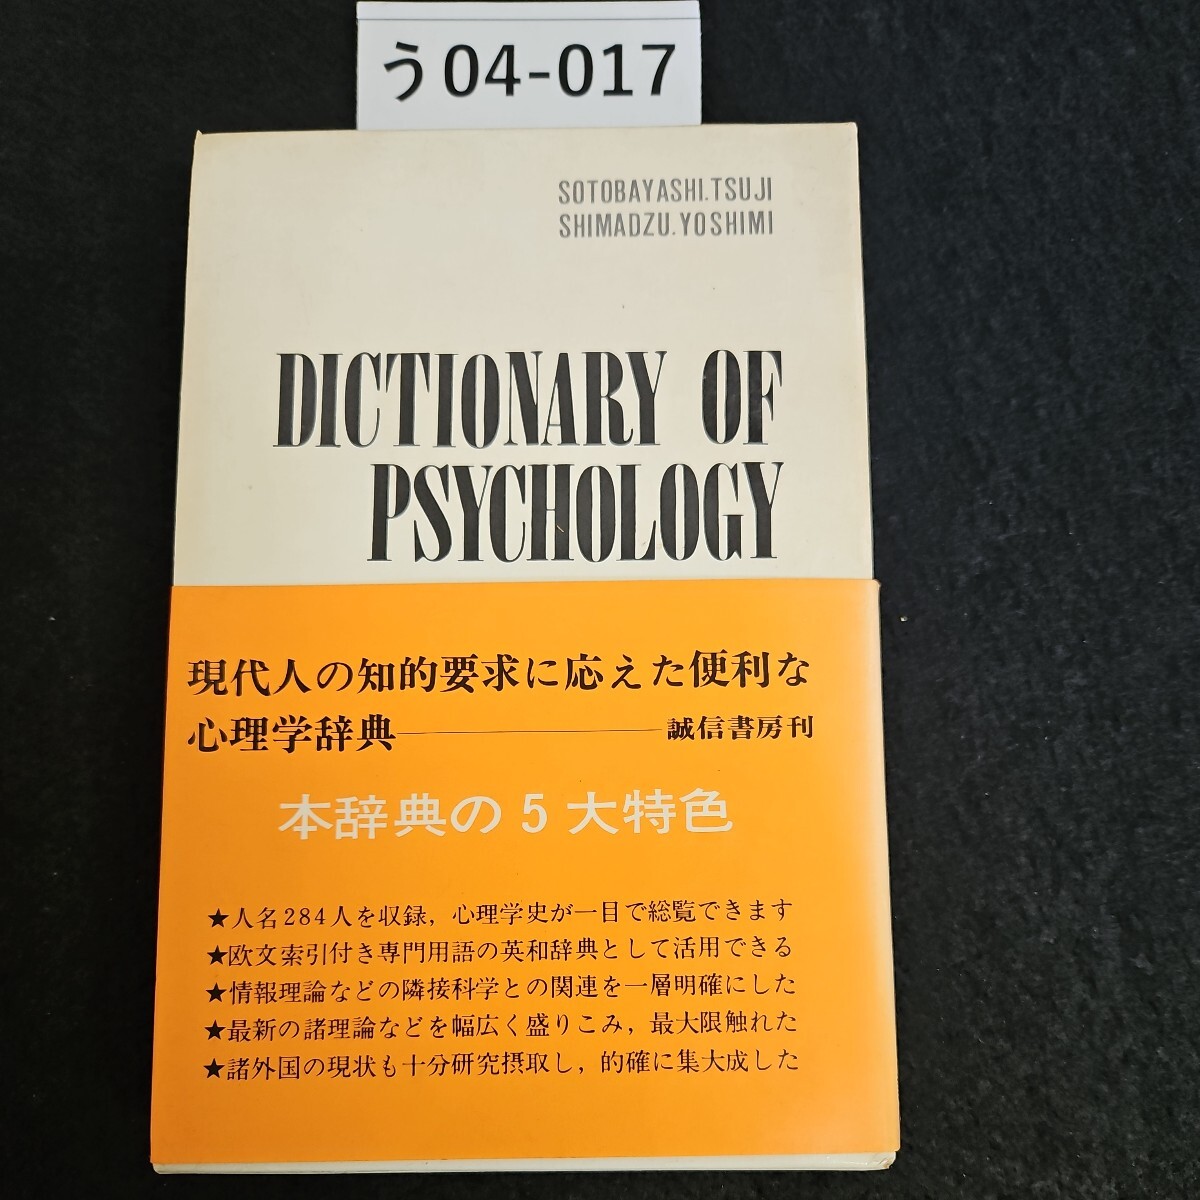 う04-017
SOTOBAYASHI.TSUJI
SHIMADZU.YOSHIMI
DICTIONARY OF
PSYCHOLOGY
現代人の知的要求に応えた便利な
心理学辞典――――誠信書房刊
本辞典の5大特色
★人名284人を収録，心理学史が一目で総覧できます
★欧文索引付き専門用語の英和辞典として活用できる
★情報理論などの隣接科学との関連を一層明確にした
★最新の諸理論などを幅広く盛りこみ，最大限触れた
★諸外国の現状も十分研究摂取し，的確に集大成した